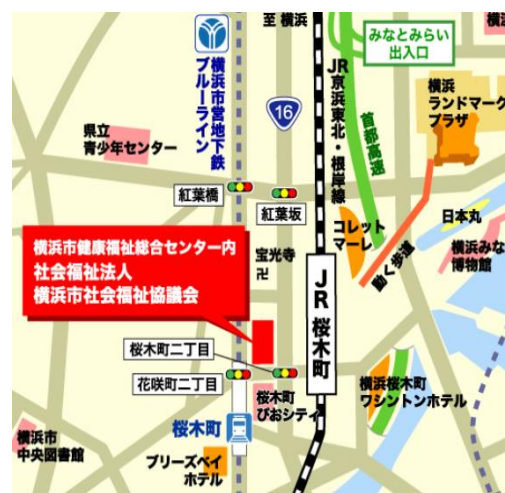 至 横浜
みなとみらい
出入口
横浜市営地下鉄
ブルーライン
16
JR京浜東北・根岸線
首都高速
横浜
ランドマーク
プラザ
県立
青少年センター
紅葉橋
紅葉坂
コレット
マーレ
動く歩道
日本丸
横浜みな
博物館
横浜市健康福祉総合センター内
社会福祉法人
横浜市社会福祉協議会
宝光寺
卍
JR桜木町
桜木町二丁目
花咲町二丁目
桜木町
ぴおシティ
横浜桜木町
ワシントンホテル
横浜市
中央図書館
桜木町
ブリーズベイ
ホテル